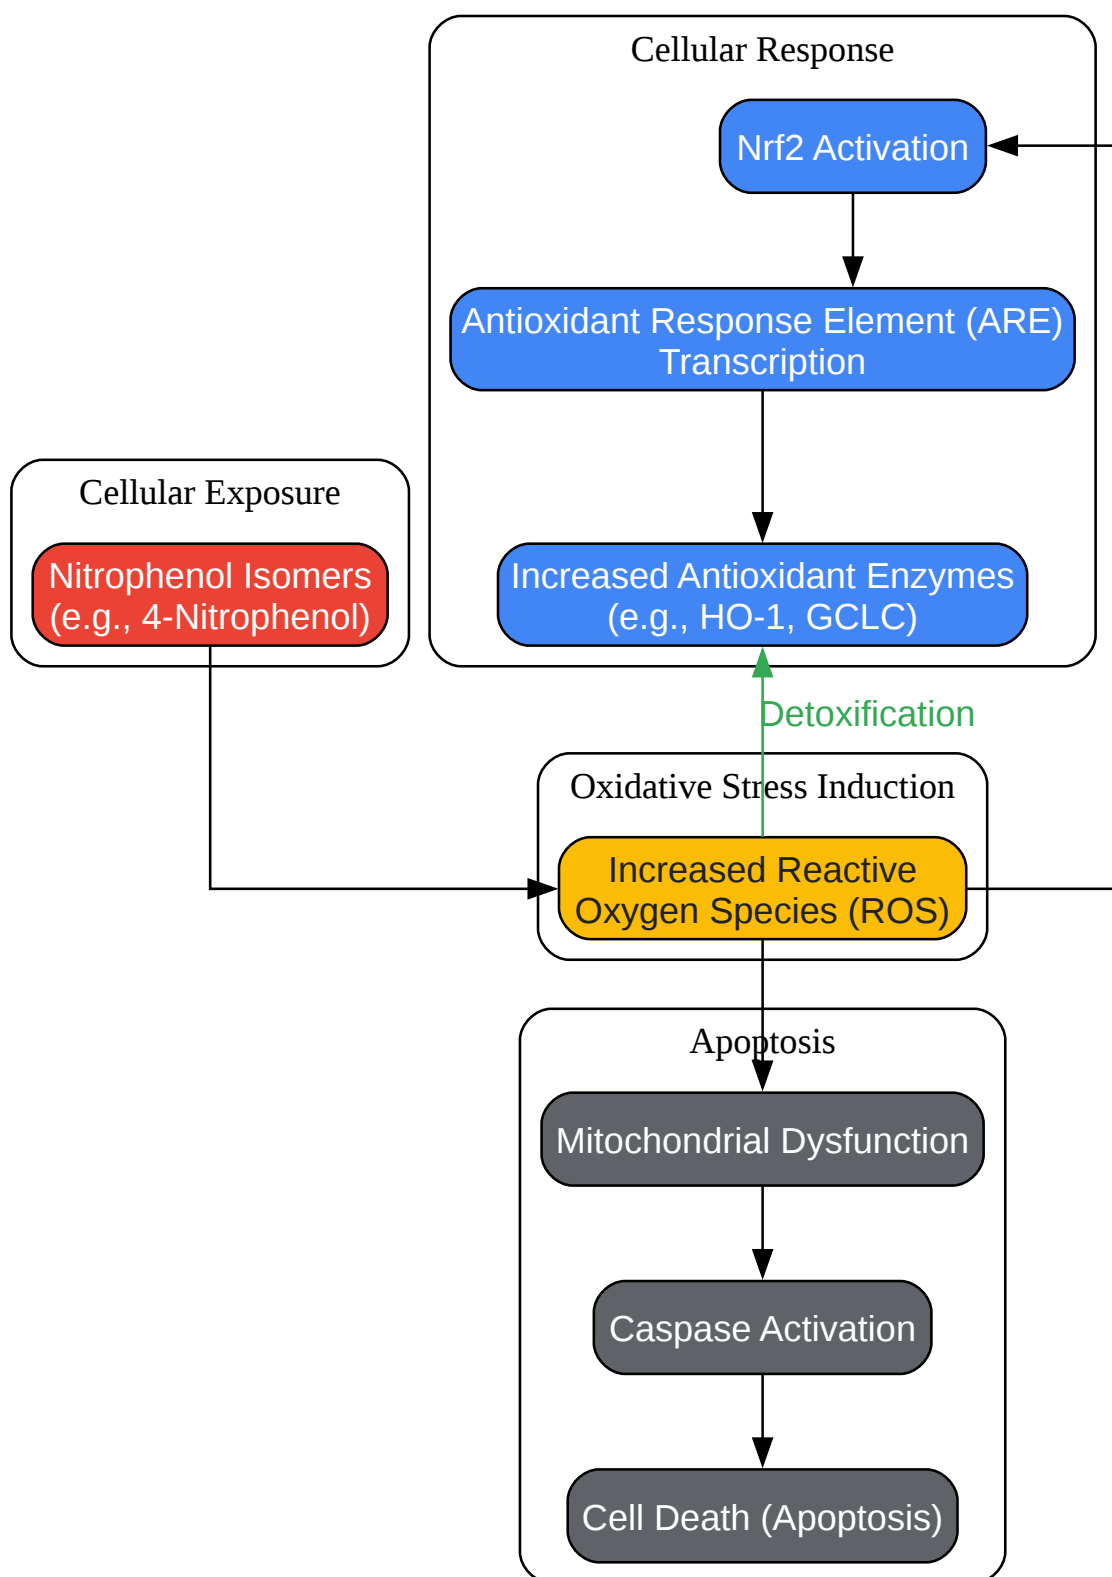 Cellular Response
Nrf2 Activation
Antioxidant Response Element (ARE)
Transcription
Cellular Exposure
Nitrophenol Isomers
(e.g., 4-Nitrophenol)
Increased Antioxidant Enzymes
(e.g., HO-1, GCLC)
Detoxification
Oxidative Stress Induction
Increased Reactive
Oxygen Species (ROS)
Apoptosis
Mitochondrial Dysfunction
Caspase Activation
Cell Death (Apoptosis)